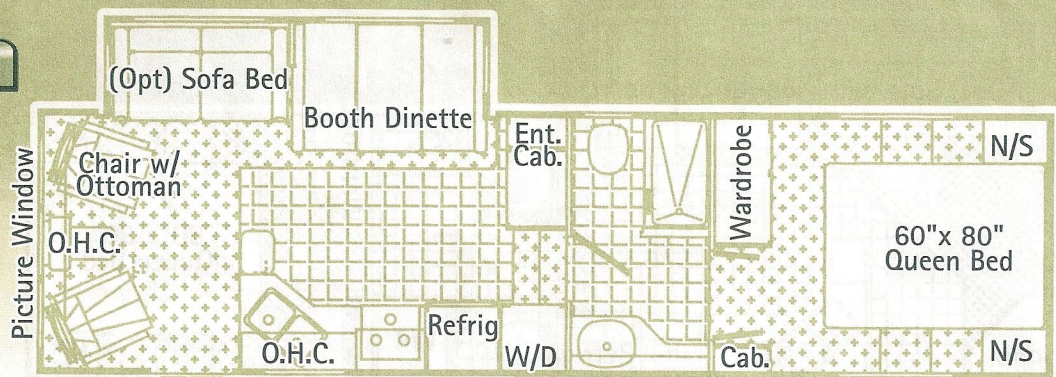 (Opt) Sofa Bed
Booth Dinette
Ent.
Cab.
Wardrobe
N/S
Chair w/
Ottoman
Picture Window
O.H.C.
60"x 80"
Queen Bed
Refrig
O.H.C.
W/D
Cab.
N/S